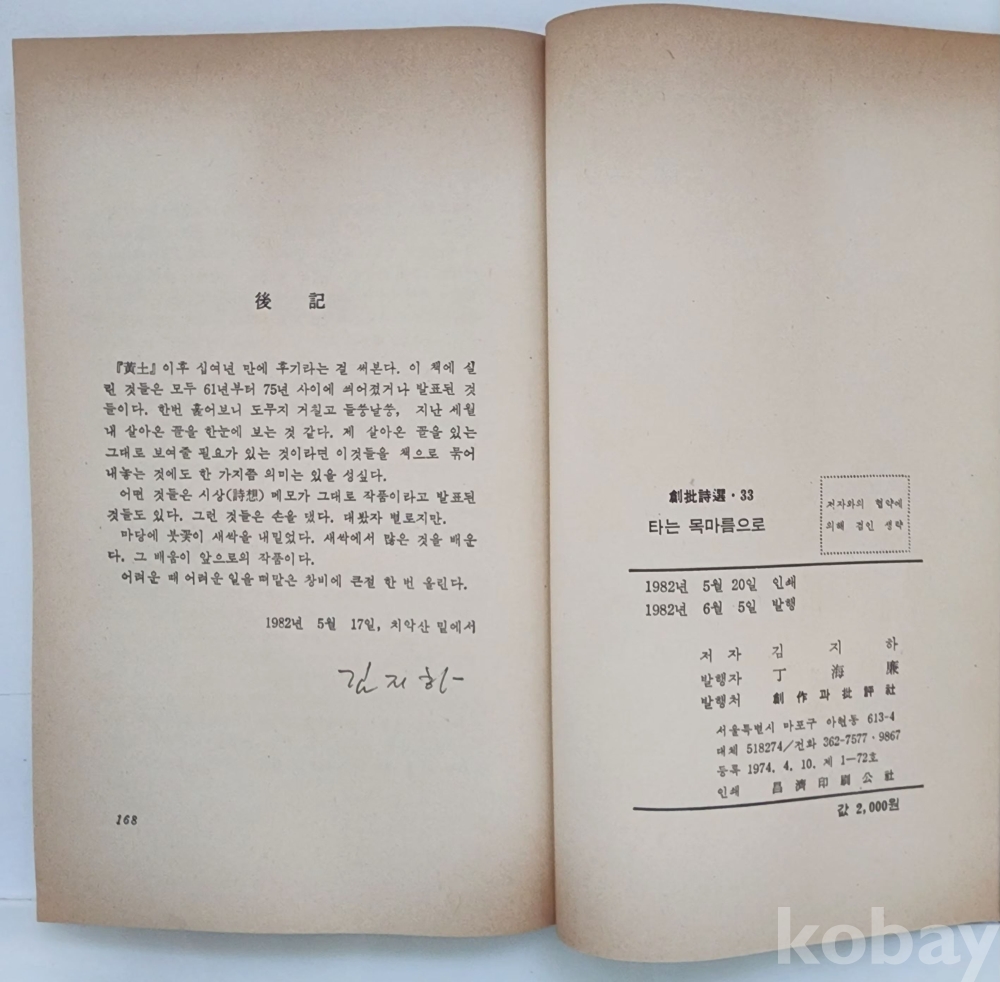 後 記
『黃土』 이후 십여년 만에 후기라는 걸 써본다. 이 책에 실
린 것들은 모두 61년부터 75년 사이에 씌어졌거나 발표된 것
들이다. 한번 훑어보니 도무지 거칠고 들쑹날쑹, 지난 세월
내 살아온 꼴을 한눈에 보는 것 같다. 제 살아온 꼴을 있는
그대로 보여줄 필요가 있는 것이라면 이것들을 책으로 묶어
내놓는 것에도 한 가지쯤 의미는 있을 성싶다.
어떤 것들은 시상(詩想) 메모가 그대로 작품이라고 발표된
것들도 있다. 그런 것들은 손을 댔다. 대봤자 별로지만.
마당에 붓꽃이 새싹을 내밀었다. 새싹에서 많은 것을 배운
다. 그 배움이 앞으로의 작품이다.
어려운 때 어려운 일을 떠맡은 창비에 큰절 한 번 올린다.
1982년 5월 17일, 치악산 밑에서
김지하
168
創批詩選·33
타는 목마름으로
저자와의 협약에
의해 검인 생략
1982년 5월 20일 인쇄
1982년 6월 5일 발행
저 자 김 지 하
발행자 丁 海 廉
발행처 創作과批評社
서울특별시 마포구 아현동 613-4
대체 518274/전화 362-7577·9867
등록 1974. 4. 10. 제 1—72호
인쇄 昌濟印刷公社
값 2,000원
kobay